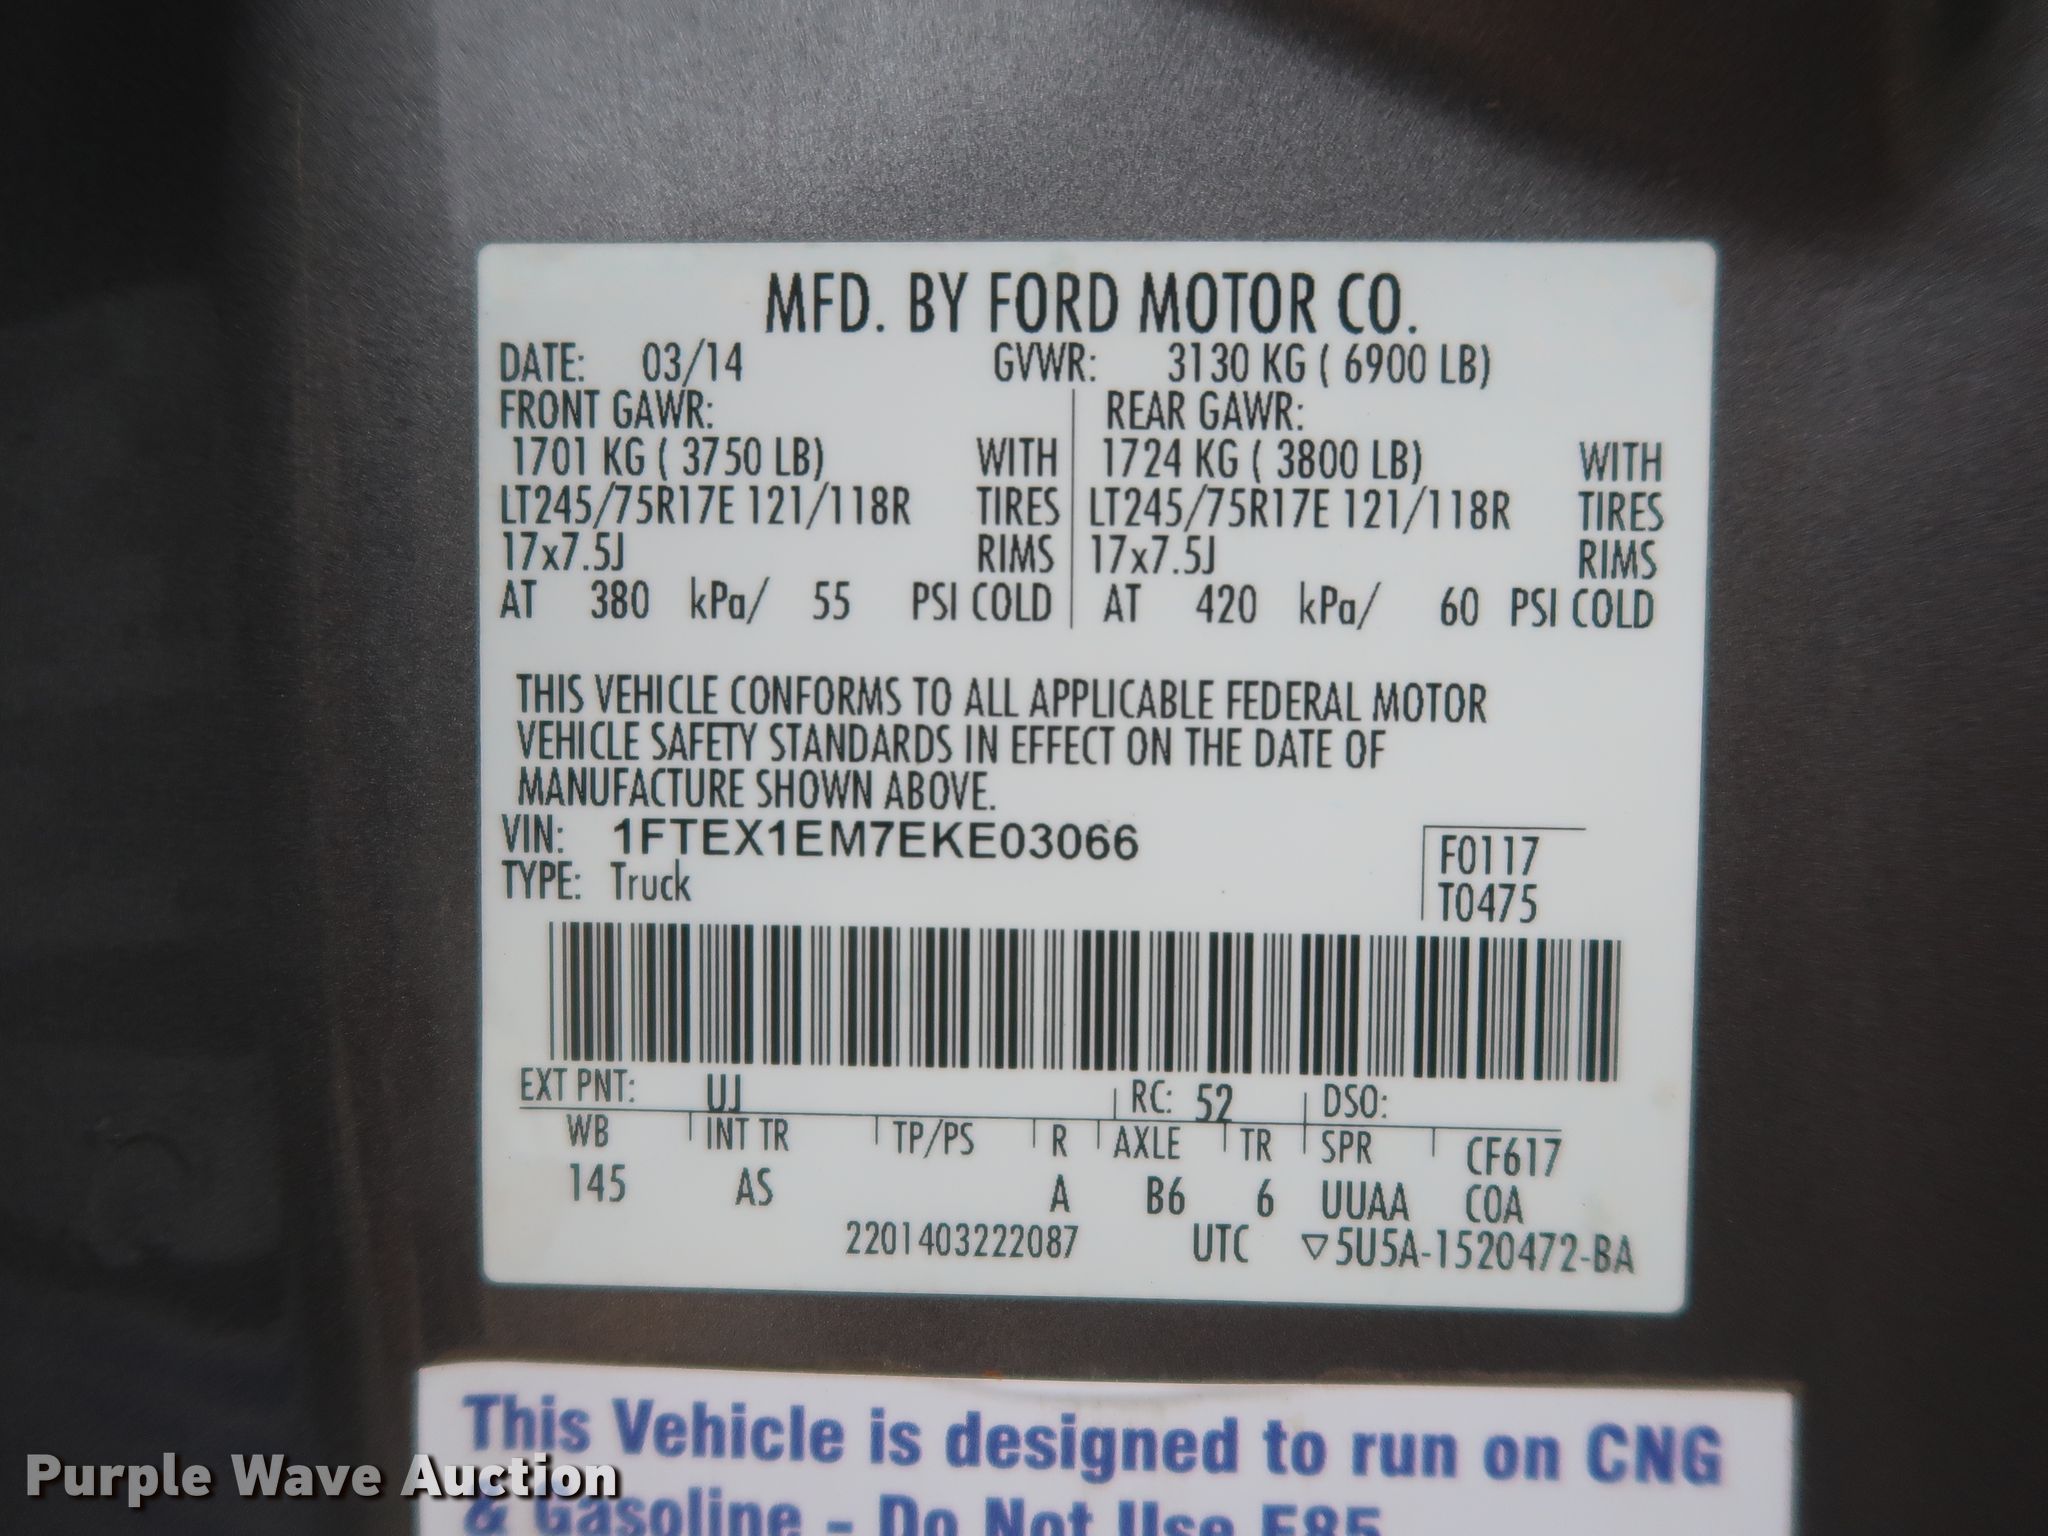 MFD. BY FORD MOTOR CO.
DATE: 03/14 GVWR: 3130 KG ( 6900 LB)
FRONT GAWR: REAR GAWR:
1701 KG ( 3750 LB) WITH 1724 KG ( 3800 LB) WITH
LT245/75R17E 121/118R TIRES LT245/75R17E 121/118R TIRES
17x7.5J RIMS 17x7.5J RIMS
AT 380 kPa/ 55 PSI COLD AT 420 kPa/ 60 PSI COLD
THIS VEHICLE CONFORMS TO ALL APPLICABLE FEDERAL MOTOR
VEHICLE SAFETY STANDARDS IN EFFECT ON THE DATE OF
MANUFACTURE SHOWN ABOVE.
VIN: 1FTEX1EM7EKE03066
F0117
TYPE: Truck
T0475
EXT PNT: UJ RC: 52 DSO:
WB INT TR TP/PS R AXLE TR SPR CF617
145 AS A B6 6 UUAA COA
2201403222087 UTC ▽5U5A-1520472-BA
This Vehicle is designed to run on CNG
& Gasoline - Do Not Use E85
Purple Wave Auction